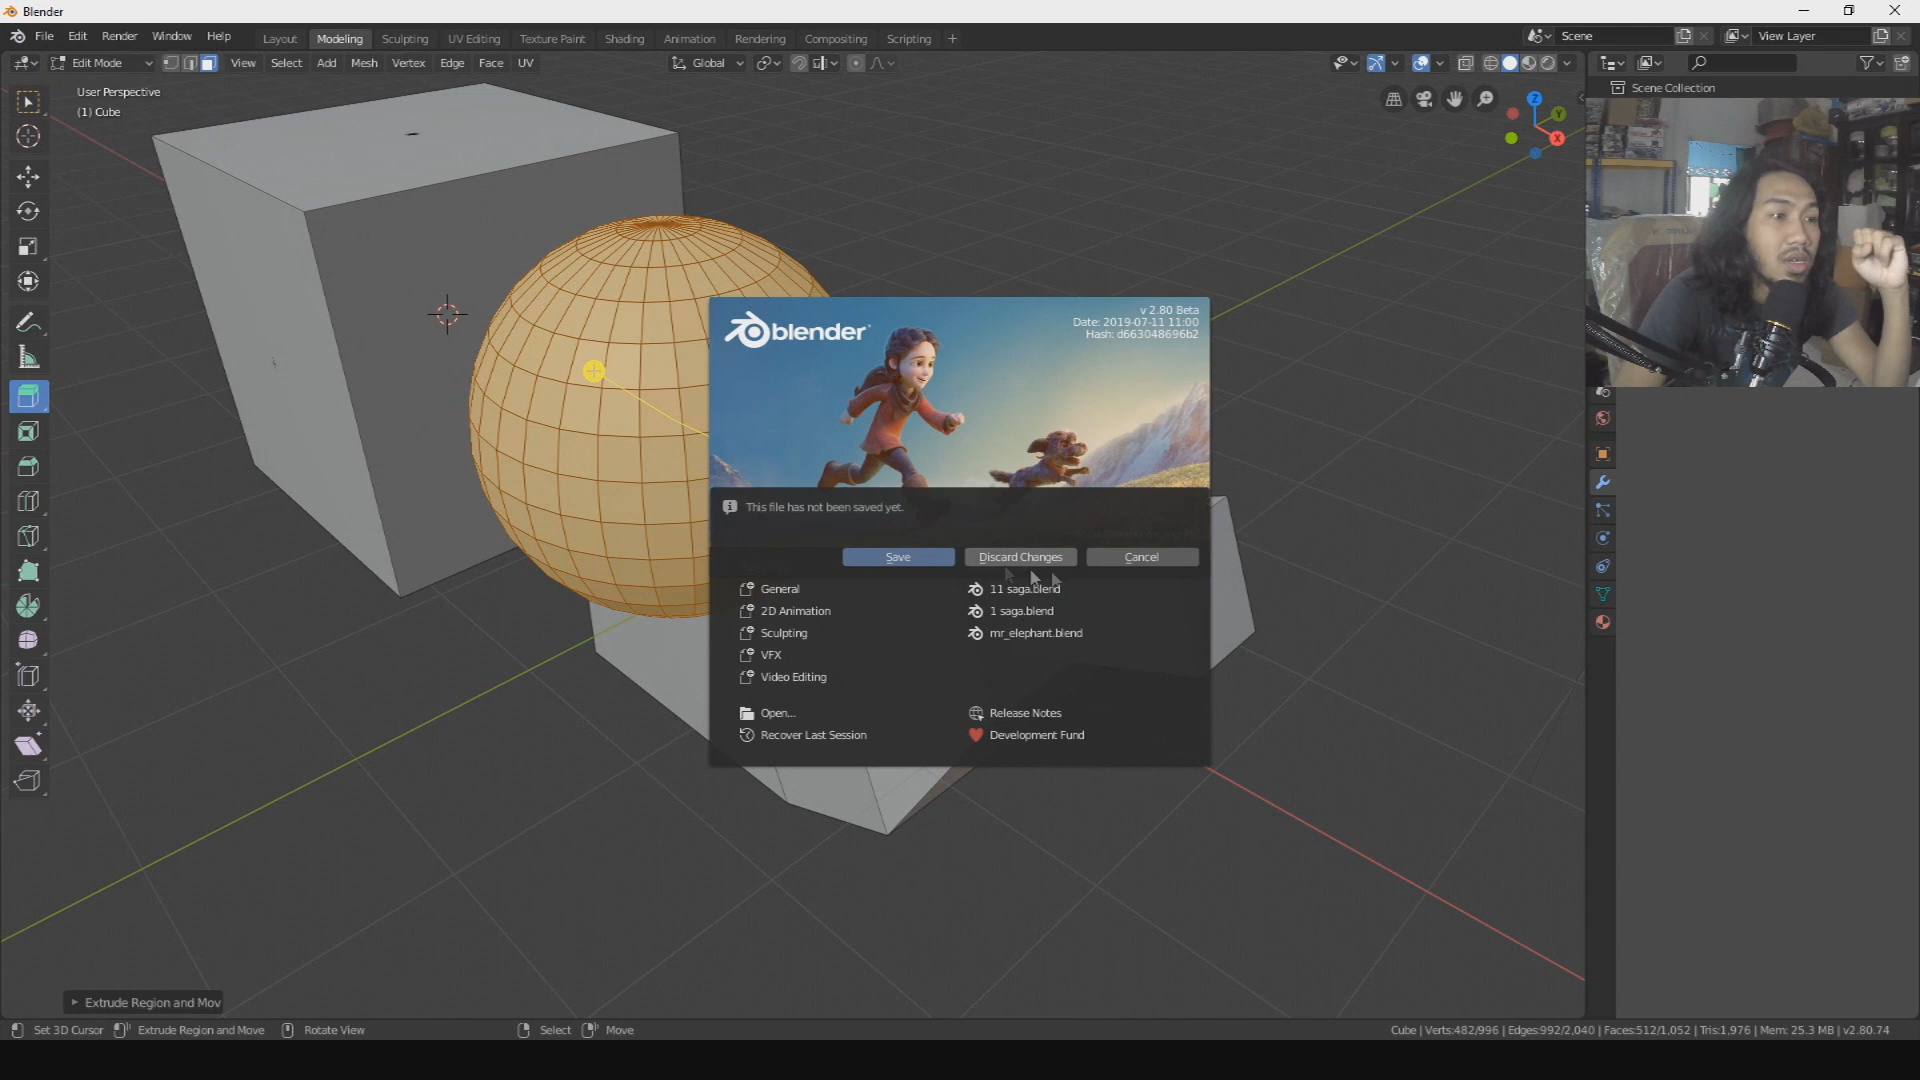 Blender
File Edit Render Window Help
Layout Modeling Sculpting UV Editing Texture Paint Shading Animation Rendering Compositing Scripting
Scene
View Layer
Edit Mode
View Select Add Mesh Vertex Edge Face UV
Global
User Perspective
(1) Cube
Scene Collection
Z
Y
X
blender
v 2.80 Beta
Date: 2019-07-11 11:00
Hash: d663048696b2
This file has not been saved yet.
Save Discard Changes Cancel
General
2D Animation
Sculpting
VFX
Video Editing
11 saga.blend
1 saga.blend
mr_elephant.blend
Open...
Recover Last Session
Release Notes
Development Fund
Extrude Region and Mov
Set 3D Cursor Extrude Region and Move Rotate View Select Move
Cube | Verts:482/996 | Edges:992/2,040 | Faces:512/1,052 | Tris:1,976 | Mem: 25.3 MB | v2.80.74